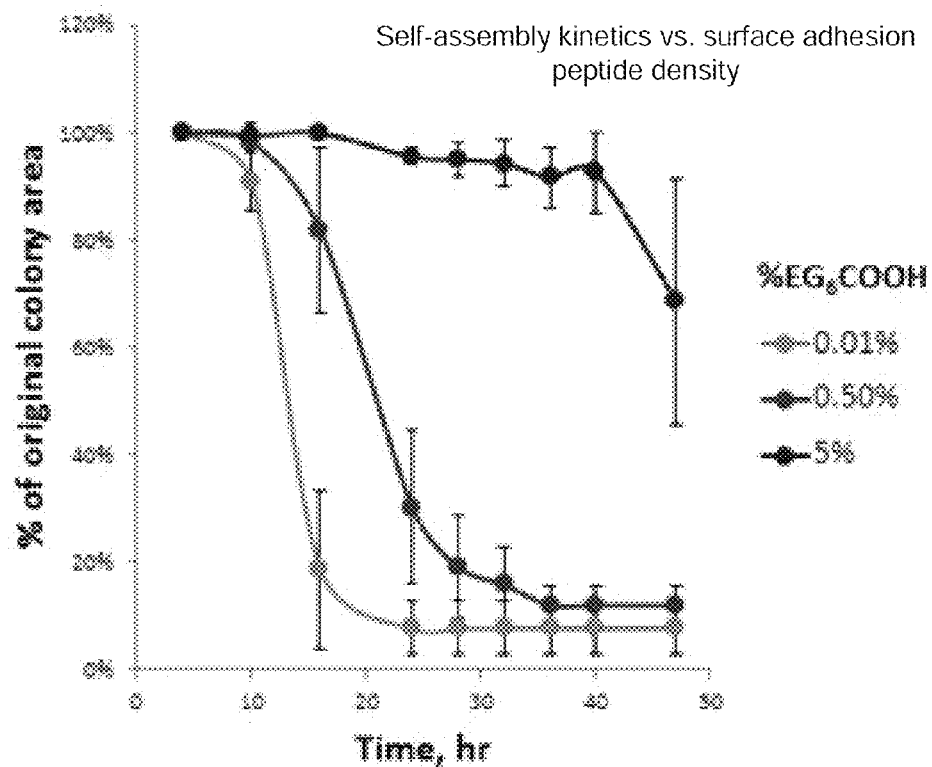 Self-assembly kinetics vs. surface adhesion
peptide density
120%
100%
80%
60%
40%
20%
0%
% of original colony area
0 10 20 30 40 50
Time, hr
%EG₆COOH
0.01%
0.50%
5%